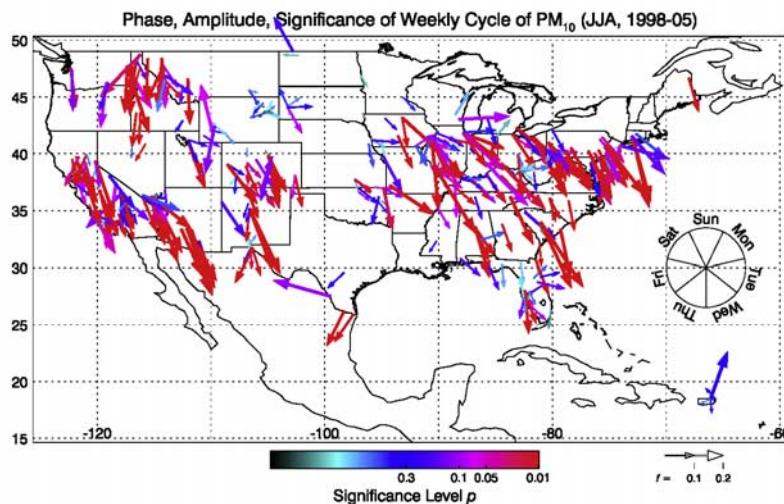 Phase, Amplitude, Significance of Weekly Cycle of PM10 (JJA, 1998-05)
50
45
40
35
30
25
20
15
-120
-100
-80
-60
Sun
Mon
Tue
Wed
Thu
Fri
Sat
0.3
0.1
0.05
0.01
Significance Level p
f =
0.1
0.2